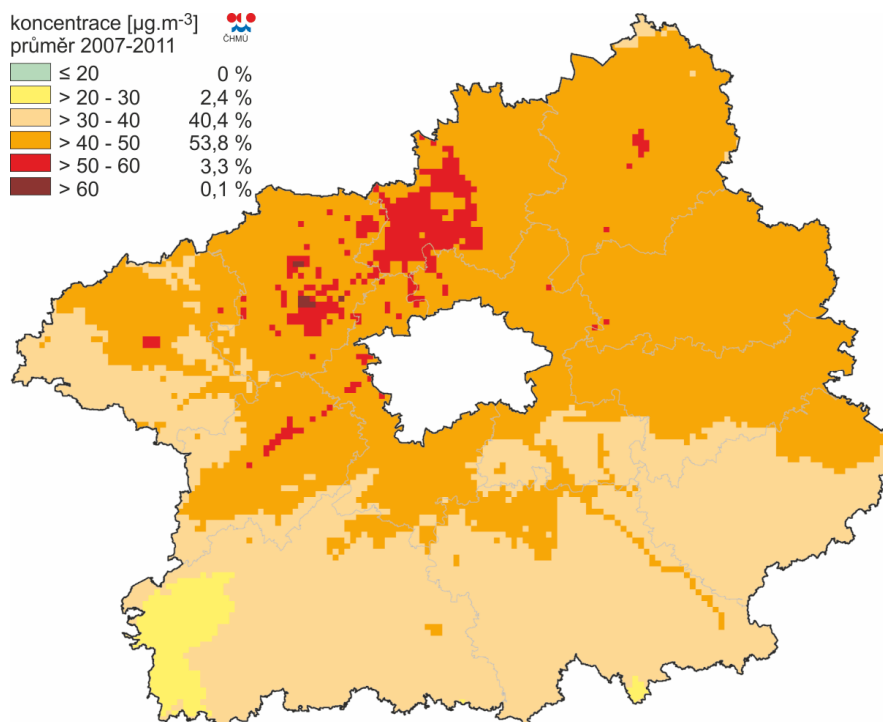 koncentrace [µg.m-3]
průměr 2007-2011
ČHMÚ
≤ 20 0 %
> 20 - 30 2,4 %
> 30 - 40 40,4 %
> 40 - 50 53,8 %
> 50 - 60 3,3 %
> 60 0,1 %